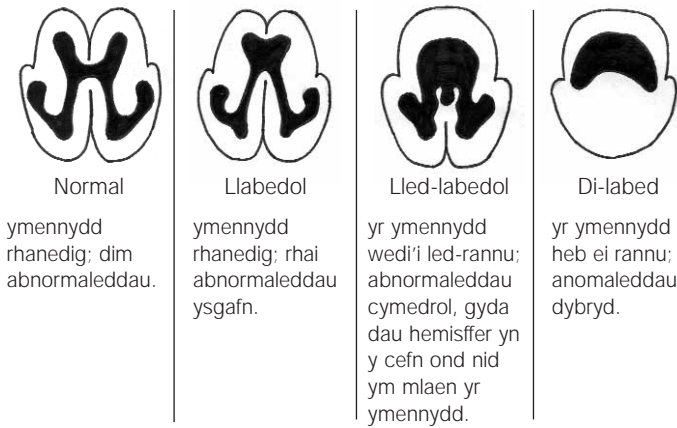 Normal
ymennydd
rhanedig; dim
abnormaleddau.
Llabedol
ymennydd
rhanedig; rhai
abnormaleddau
ysgafn.
Lled-labedol
yr ymennydd
wedi'i led-rannu;
abnormaleddau
cymedrol, gyda
dau hemisffer yn
y cefn ond nid
ym mlaen yr
ymennydd.
Di-labed
yr ymennydd
heb ei rannu;
anomaleddau
dybryd.